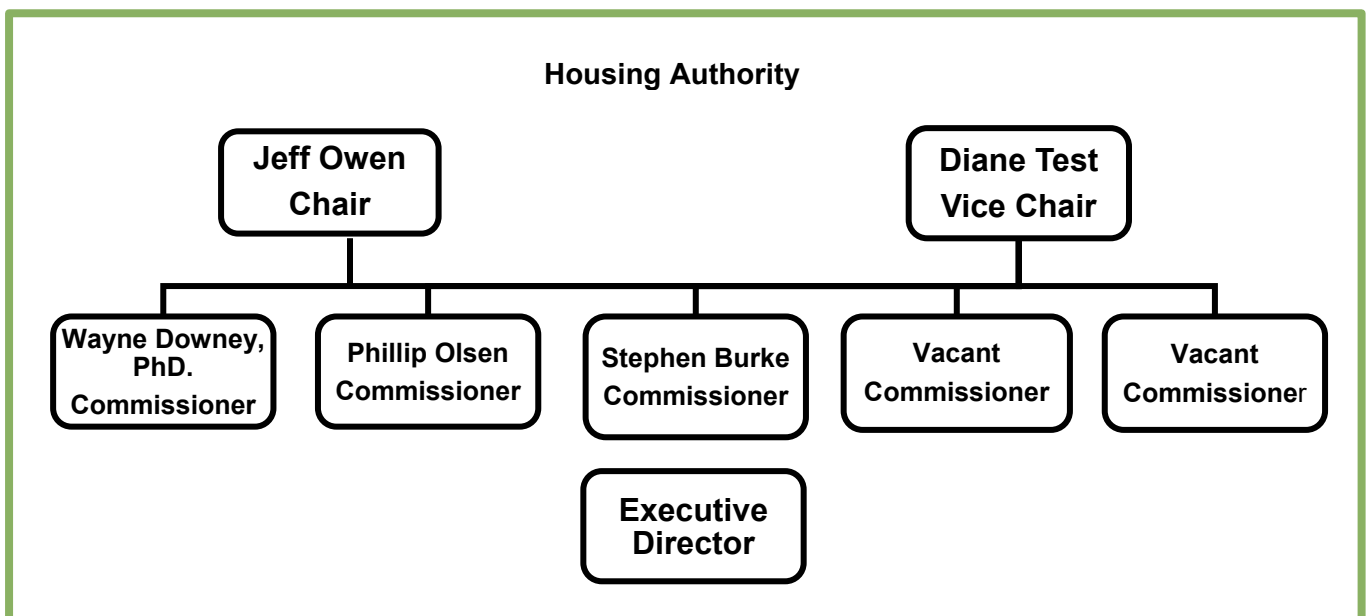 Housing Authority
Jeff Owen
Chair
Diane Test
Vice Chair
Wayne Downey,
PhD.
Commissioner
Phillip Olsen
Commissioner
Stephen Burke
Commissioner
Vacant
Commissioner
Vacant
Commissioner
Executive
Director